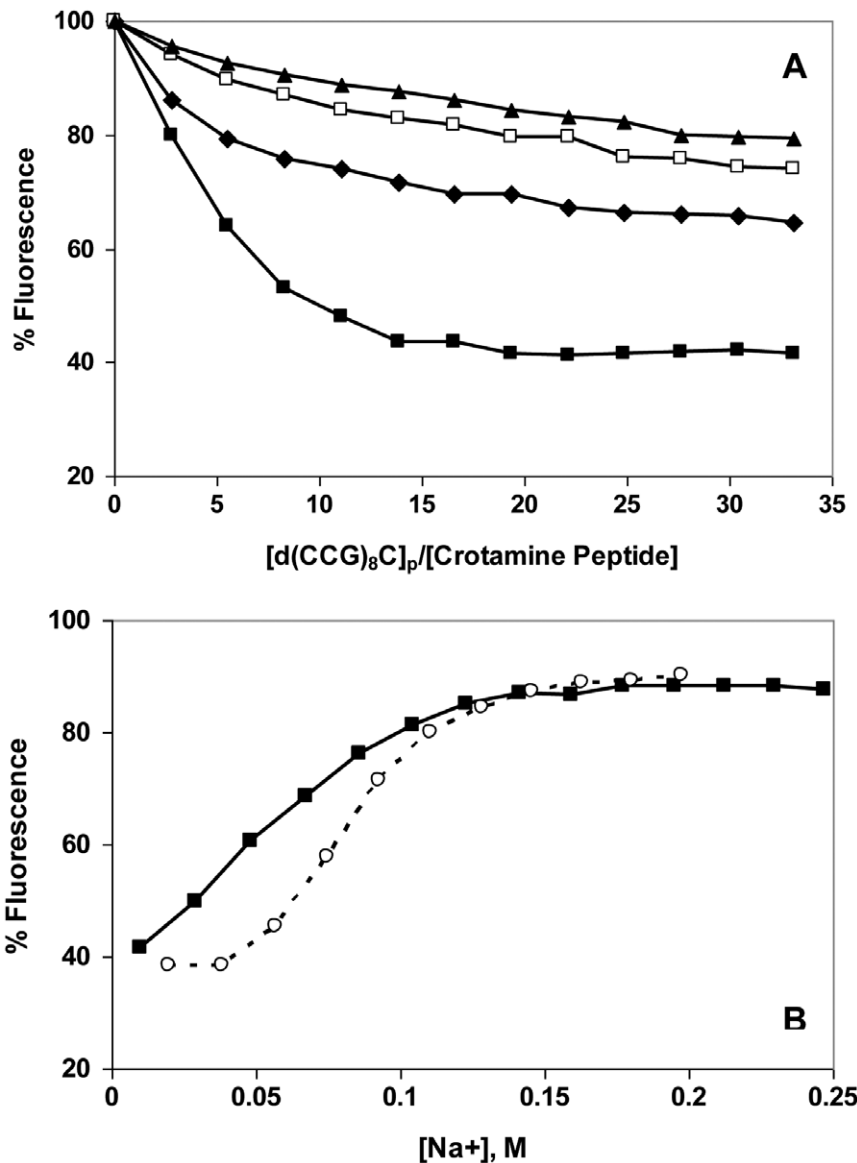 100
80
60
40
20
% Fluorescence
A
0 5 10 15 20 25 30 35
[d(CCG)₈C]ₚ/[Crotamine Peptide]
100
80
60
40
20
% Fluorescence
B
0 0.05 0.1 0.15 0.2 0.25
[Na+], M